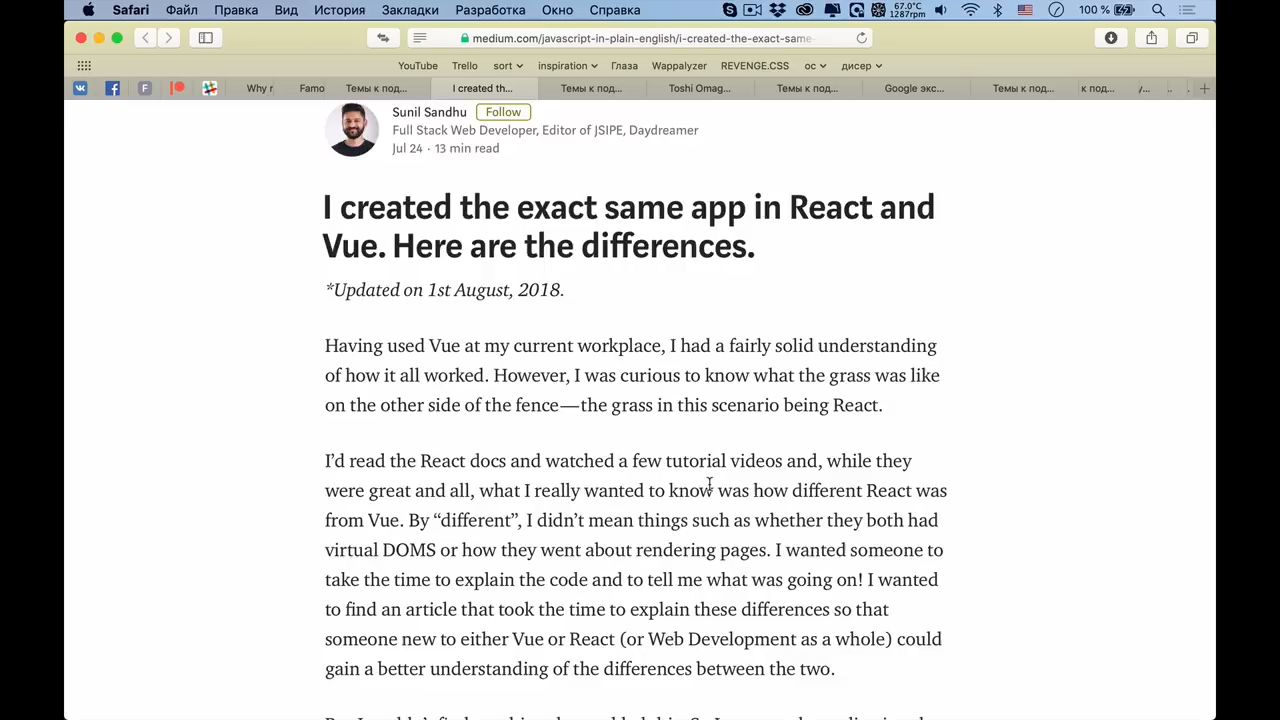 Safari Файл Правка Вид История Закладки Разработка Окно Справка 67.0°C 1287rpm 100 %
medium.com/javascript-in-plain-english/i-created-the-exact-same-
YouTube Trello sort inspiration Глаза Wappalyzer REVENGE.CSS ос дисер
F Why r Famo Темы к под... I created th... Темы к под... Toshi Omag... Темы к под... Google экс... Темы к под... к под... /... .. .
Sunil Sandhu Follow
Full Stack Web Developer, Editor of JSIPE, Daydreamer
Jul 24 · 13 min read
I created the exact same app in React and
Vue. Here are the differences.
*Updated on 1st August, 2018.
Having used Vue at my current workplace, I had a fairly solid understanding
of how it all worked. However, I was curious to know what the grass was like
on the other side of the fence—the grass in this scenario being React.
I’d read the React docs and watched a few tutorial videos and, while they
were great and all, what I really wanted to know was how different React was
from Vue. By “different”, I didn’t mean things such as whether they both had
virtual DOMS or how they went about rendering pages. I wanted someone to
take the time to explain the code and to tell me what was going on! I wanted
to find an article that took the time to explain these differences so that
someone new to either Vue or React (or Web Development as a whole) could
gain a better understanding of the differences between the two.